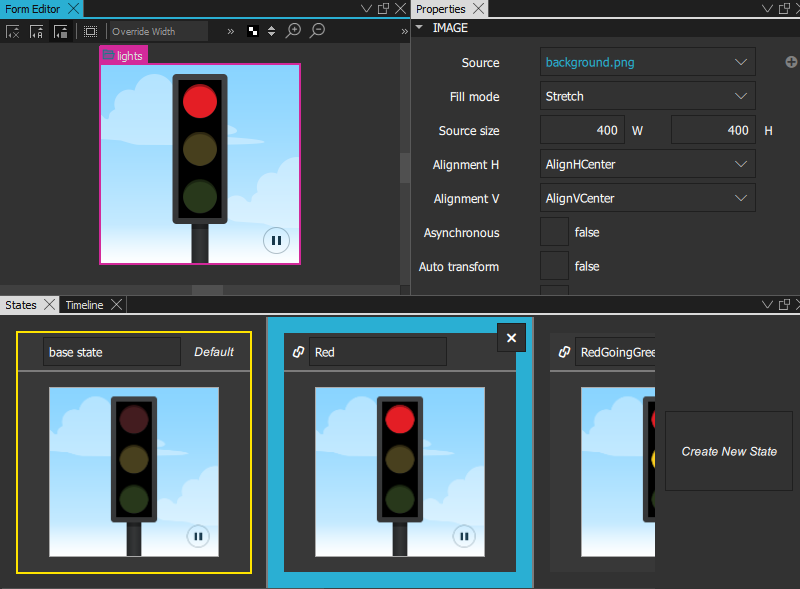 Form Editor
Override Width
lights
Properties
IMAGE
Source
background.png
Fill mode
Stretch
Source size
400 W
400 H
Alignment H
AlignHCenter
Alignment V
AlignVCenter
Asynchronous
false
Auto transform
false
States
Timeline
base state
Default
Red
RedGoingGree
Create New State